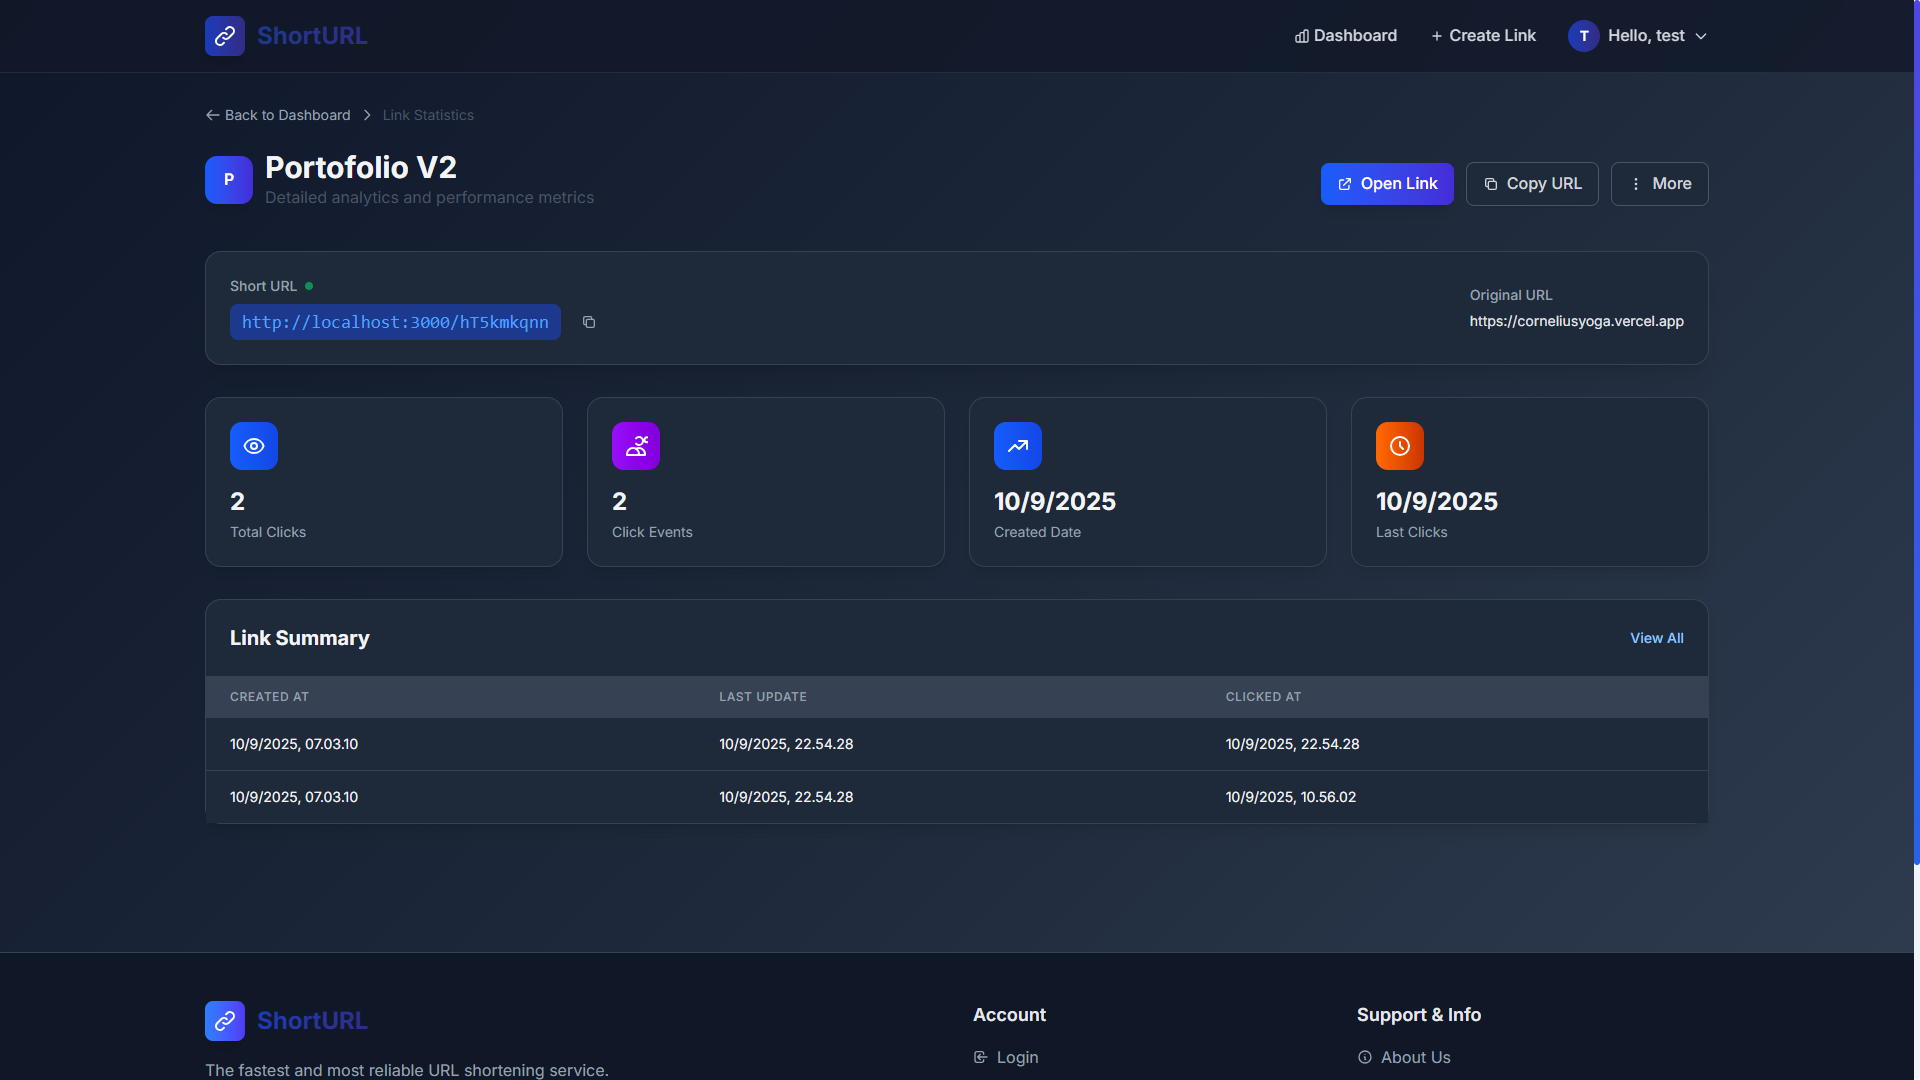 ShortURL
Dashboard
+ Create Link
T
Hello, test
Back to Dashboard
Link Statistics
P
Portofolio V2
Detailed analytics and performance metrics
Open Link
Copy URL
More
Short URL
http://localhost:3000/hT5kmkqnn
Original URL
https://corneliusyoga.vercel.app
2
Total Clicks
2
Click Events
10/9/2025
Created Date
10/9/2025
Last Clicks
Link Summary
View All
CREATED AT
LAST UPDATE
CLICKED AT
10/9/2025, 07.03.10
10/9/2025, 22.54.28
10/9/2025, 22.54.28
10/9/2025, 07.03.10
10/9/2025, 22.54.28
10/9/2025, 10.56.02
ShortURL
The fastest and most reliable URL shortening service.
Account
Login
Support & Info
About Us